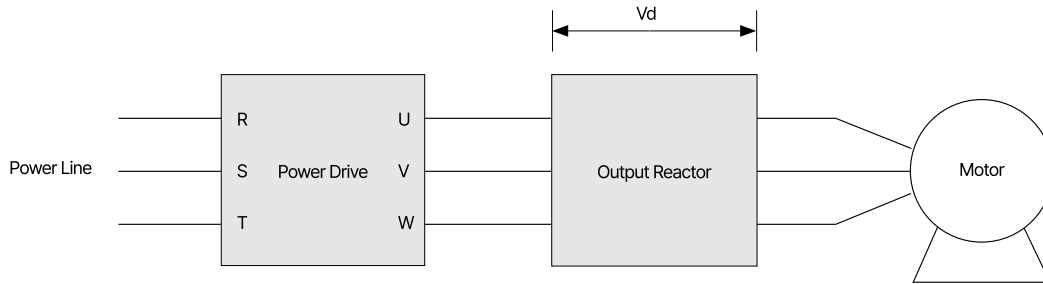 Vd
R
U
Power Line
S
Power Drive
V
Output Reactor
Motor
T
W